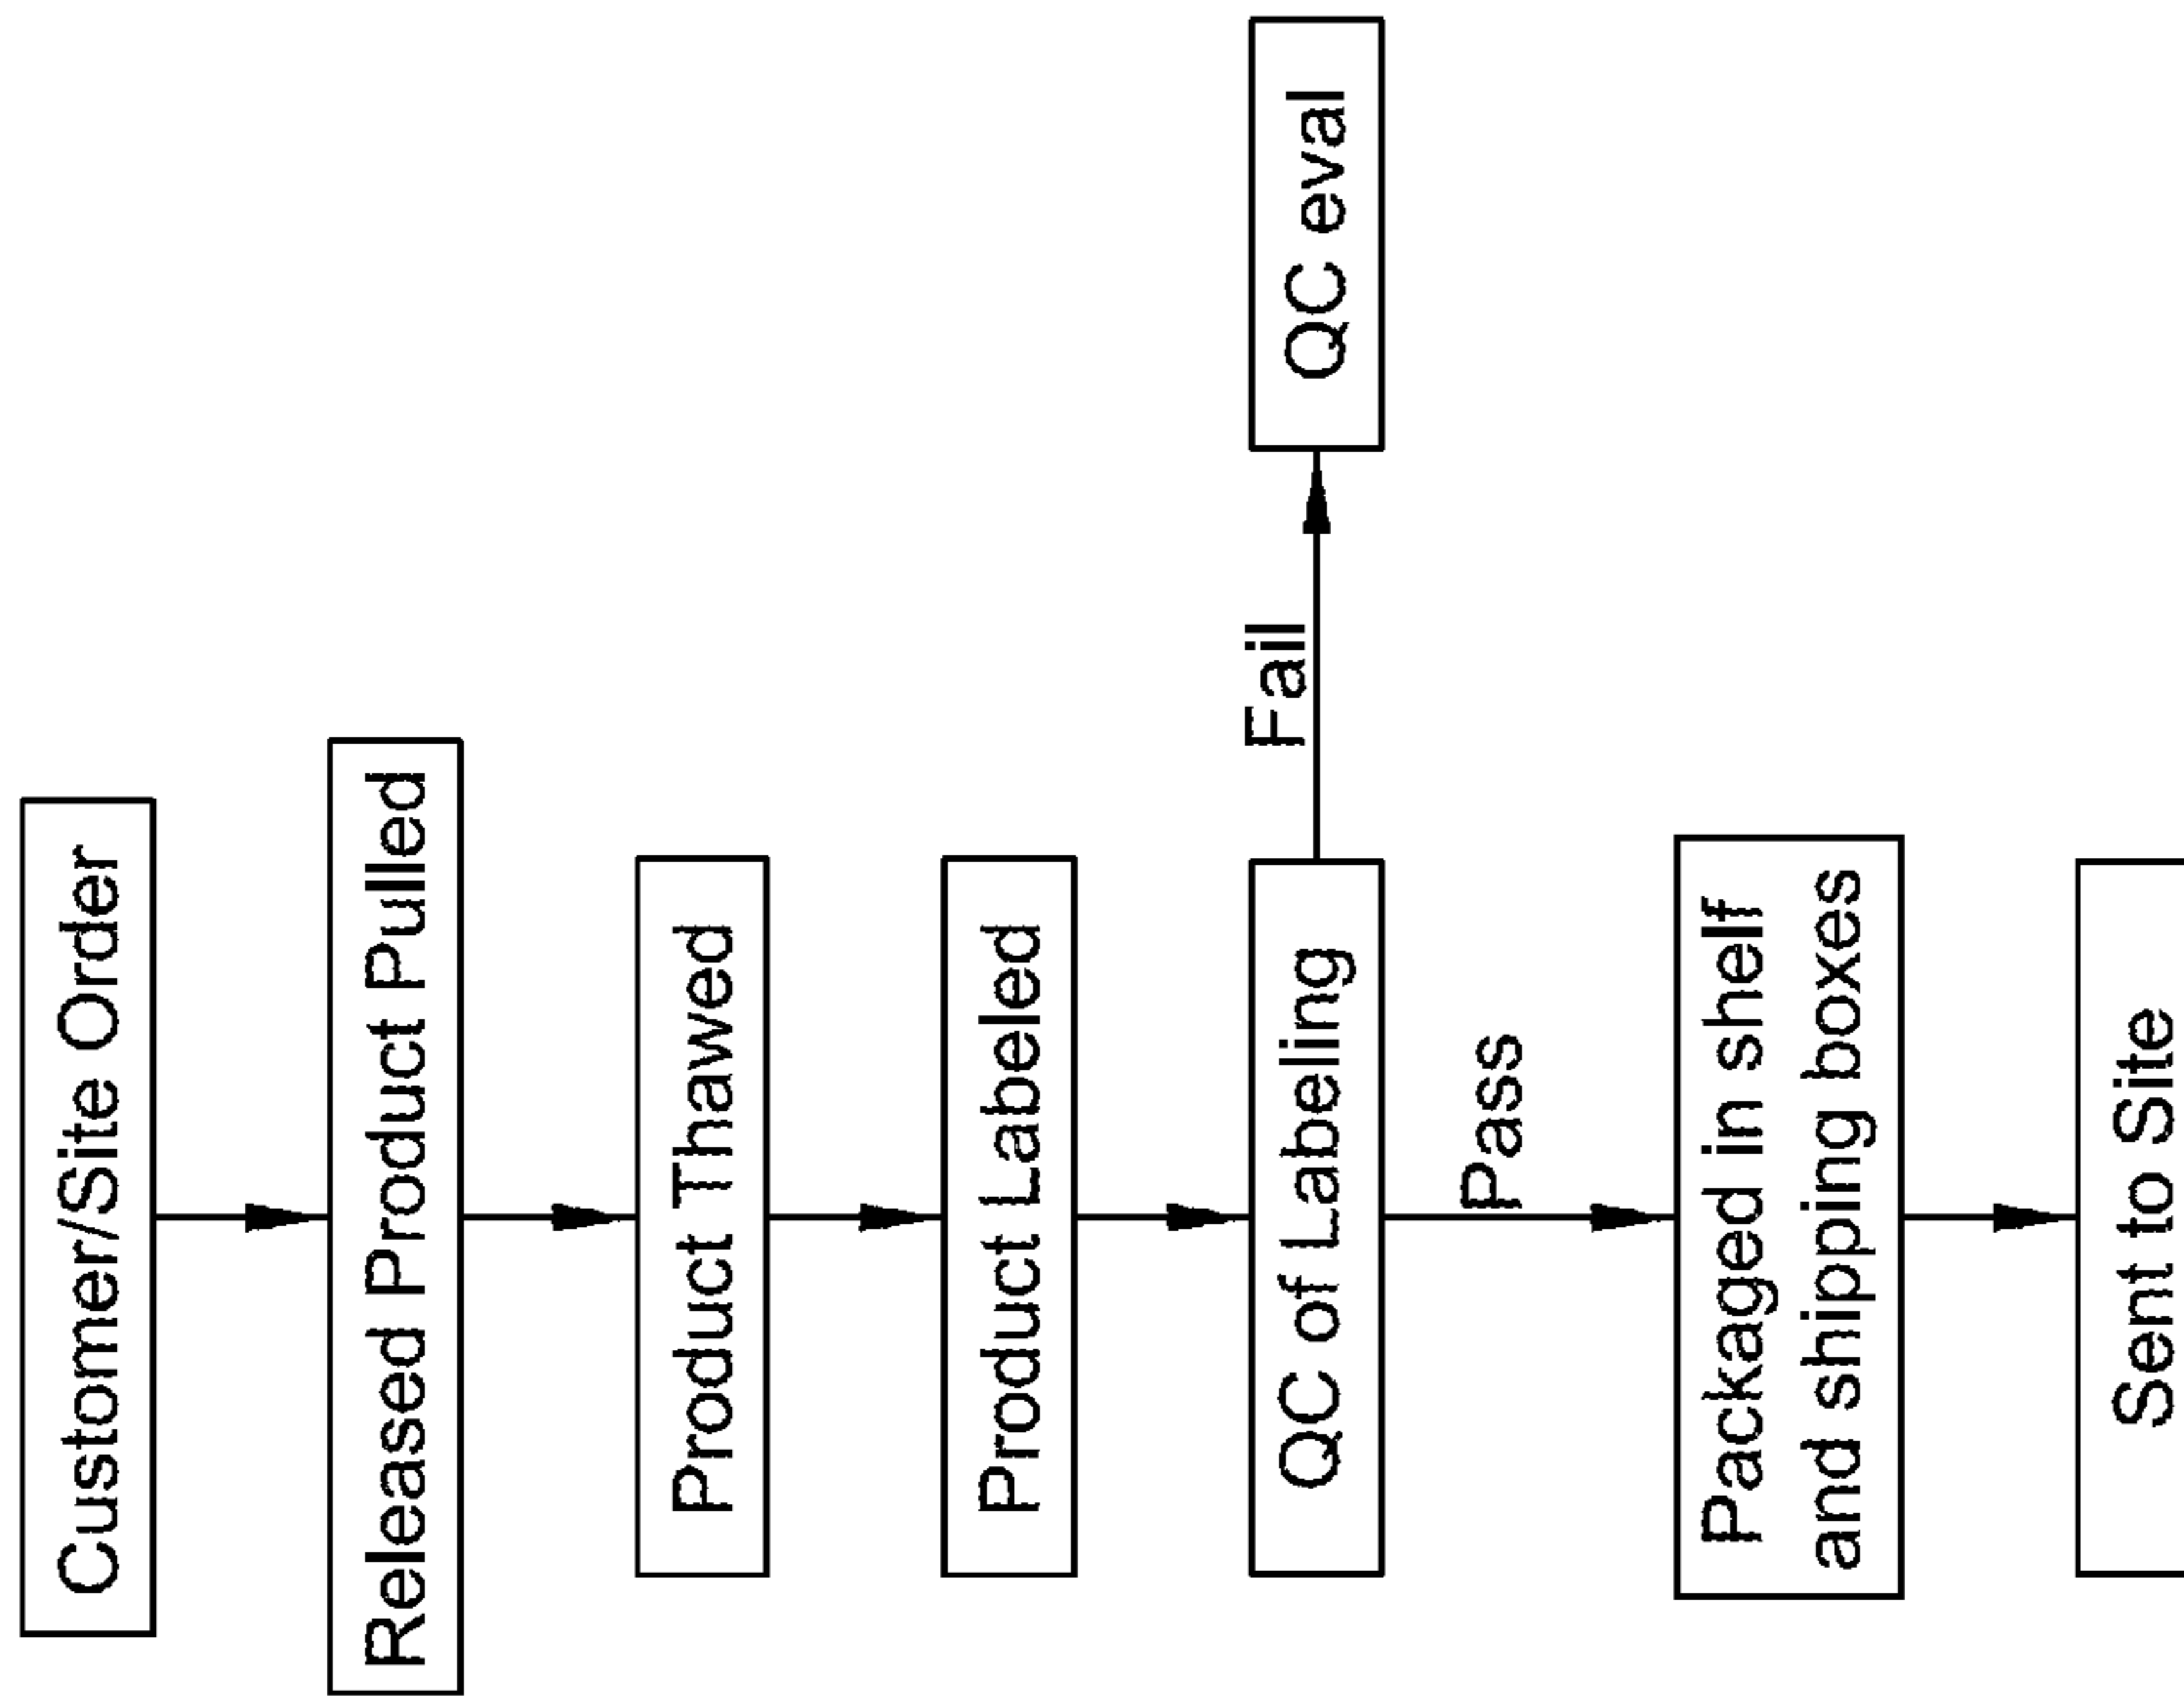 Customer/Site Order
Released Product Pulled
Product Thawed
Product Labeled
QC of Labeling
Fail
QC eval
Pass
Packaged in shelf
and shipping boxes
Sent to Site